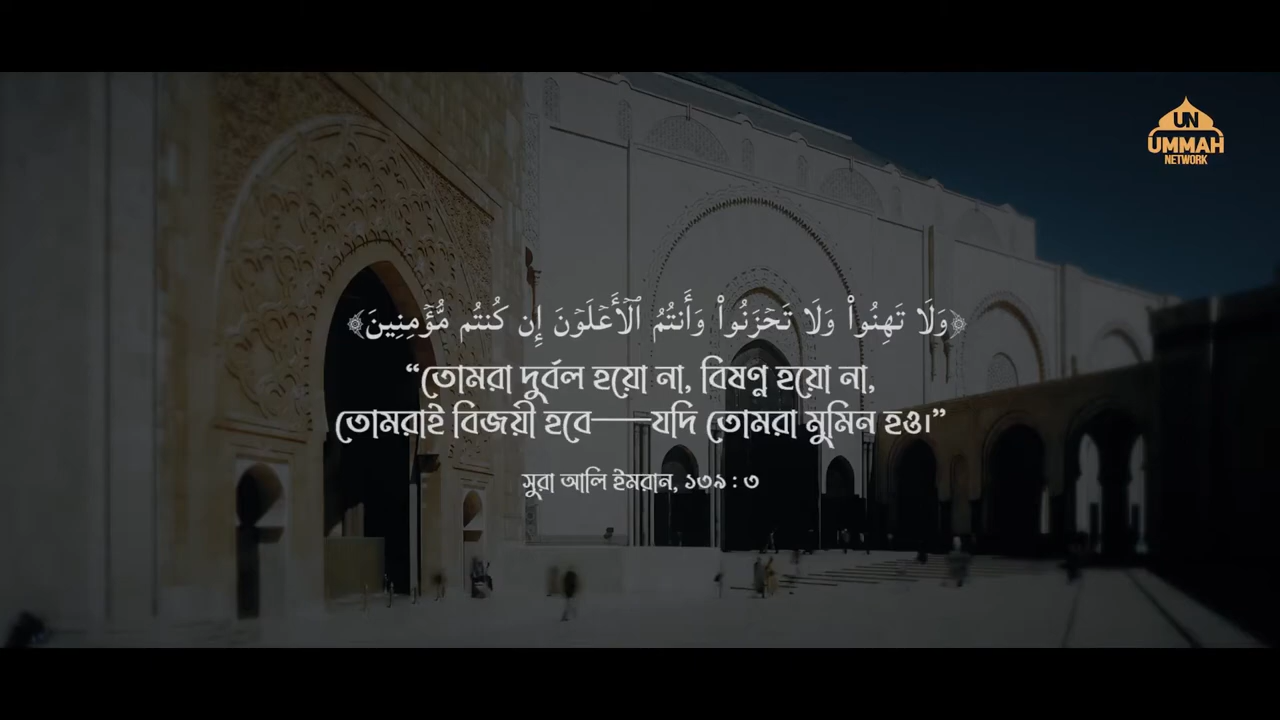 ﴿وَلَا تَهِنُوا۟ وَلَا تَحْزَنُوا۟ وَأَنتُمُ ٱلْأَعْلَوْنَ إِن كُنتُم مُّؤْمِنِينَ﴾
“তোমরা দুর্বল হয়ো না, বিষণ্ণ হয়ো না,
তোমরাই বিজয়ী হবে——যদি তোমরা মুমিন হও।”
সুরা আলি ইমরান, ১৩৯ : ৩
UN
UMMAH
NETWORK